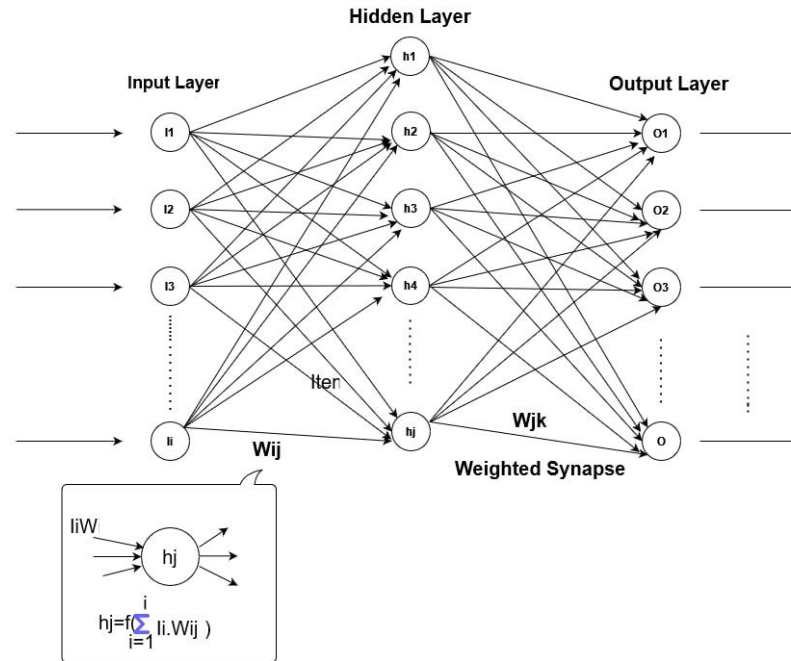 Hidden Layer
Input Layer
Output Layer
h1
I1
h2
O1
I2
h3
O2
I3
h4
O3
Iten
Ii
hj
O
Wij
Wjk
Weighted Synapse
IiWi
hj
i
hj=f(Σ Ii.Wij )
i=1